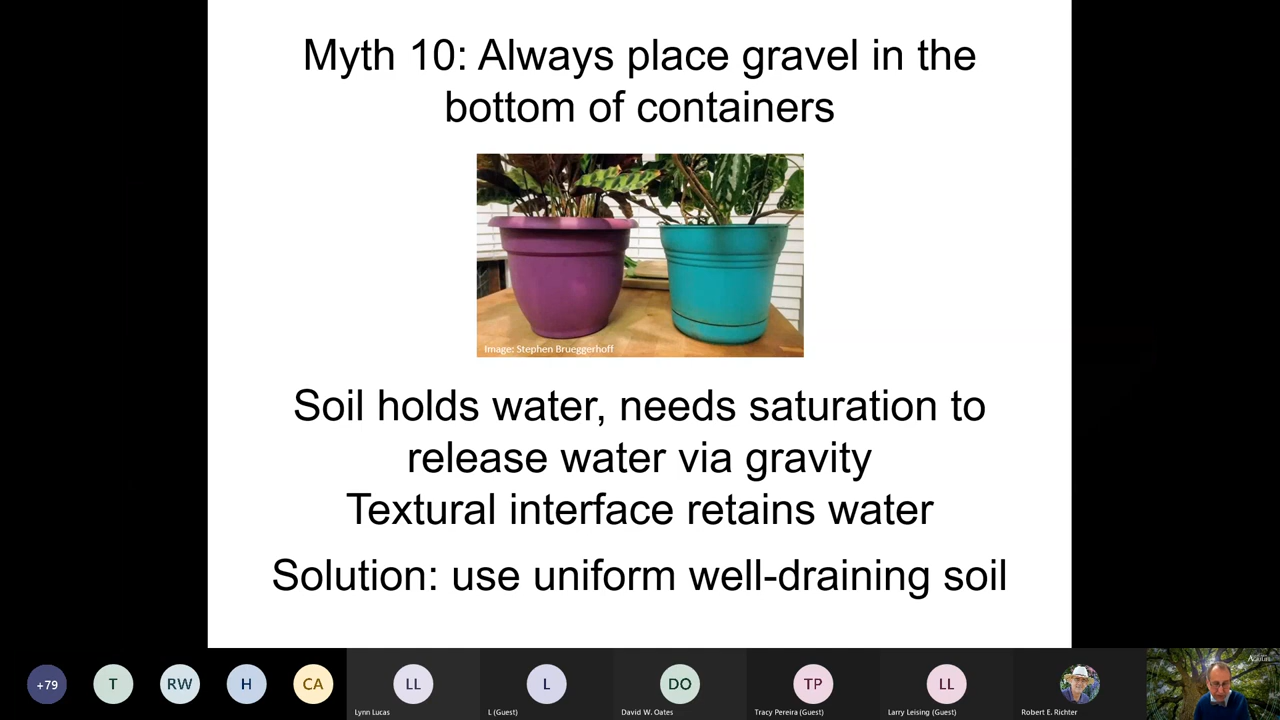 Myth 10: Always place gravel in the
bottom of containers
Image: Stephen Brueggerhoff
Soil holds water, needs saturation to
release water via gravity
Textural interface retains water
Solution: use uniform well-draining soil
+79
T
RW
H
CA
LL
L
DO
TP
LL
Lynn Lucas
L (Guest)
David W. Oates
Tracy Pereira (Guest)
Larry Leising (Guest)
Robert E. Richter